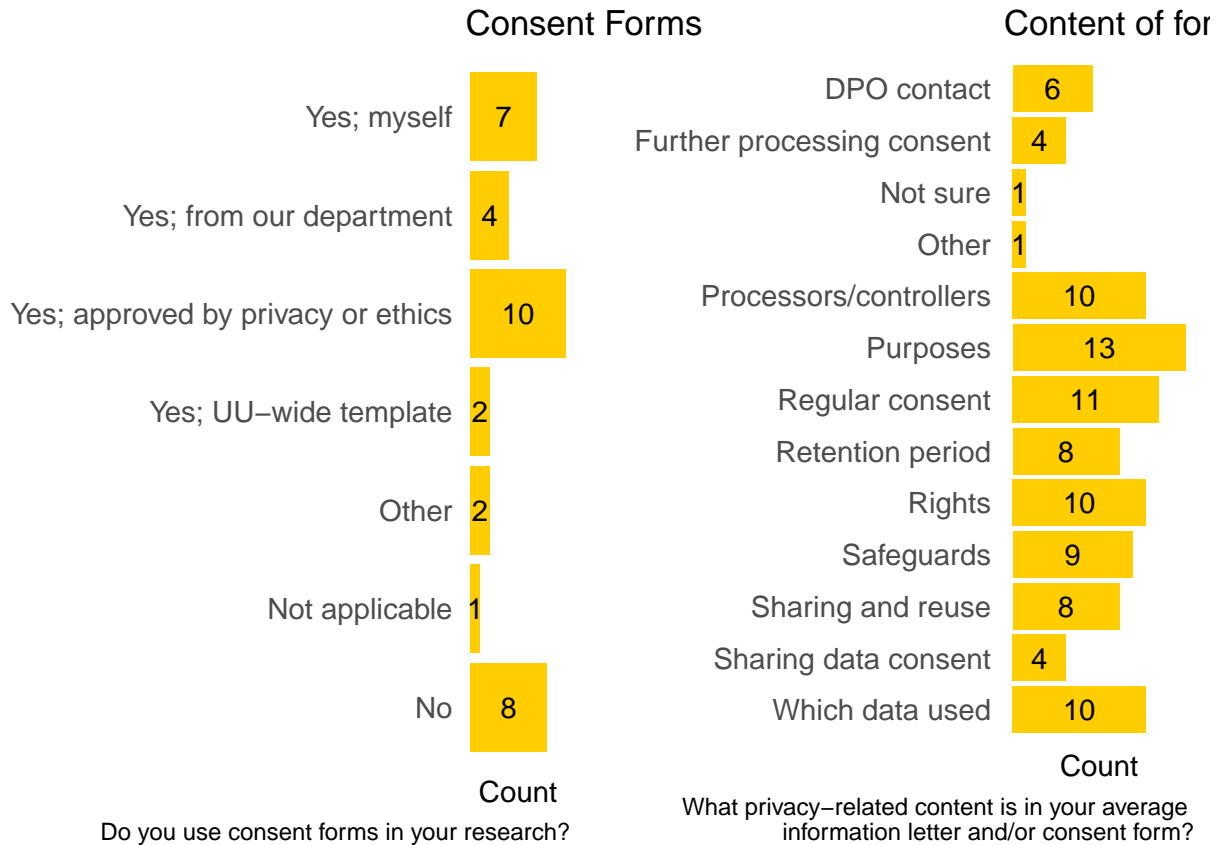 Consent Forms
Yes; myself 7
Yes; from our department 4
Yes; approved by privacy or ethics 10
Yes; UU−wide template 2
Other 2
Not applicable 1
No 8
Count
Do you use consent forms in your research?
Content of for
DPO contact 6
Further processing consent 4
Not sure 1
Other 1
Processors/controllers 10
Purposes 13
Regular consent 11
Retention period 8
Rights 10
Safeguards 9
Sharing and reuse 8
Sharing data consent 4
Which data used 10
Count
What privacy−related content is in your average
information letter and/or consent form?